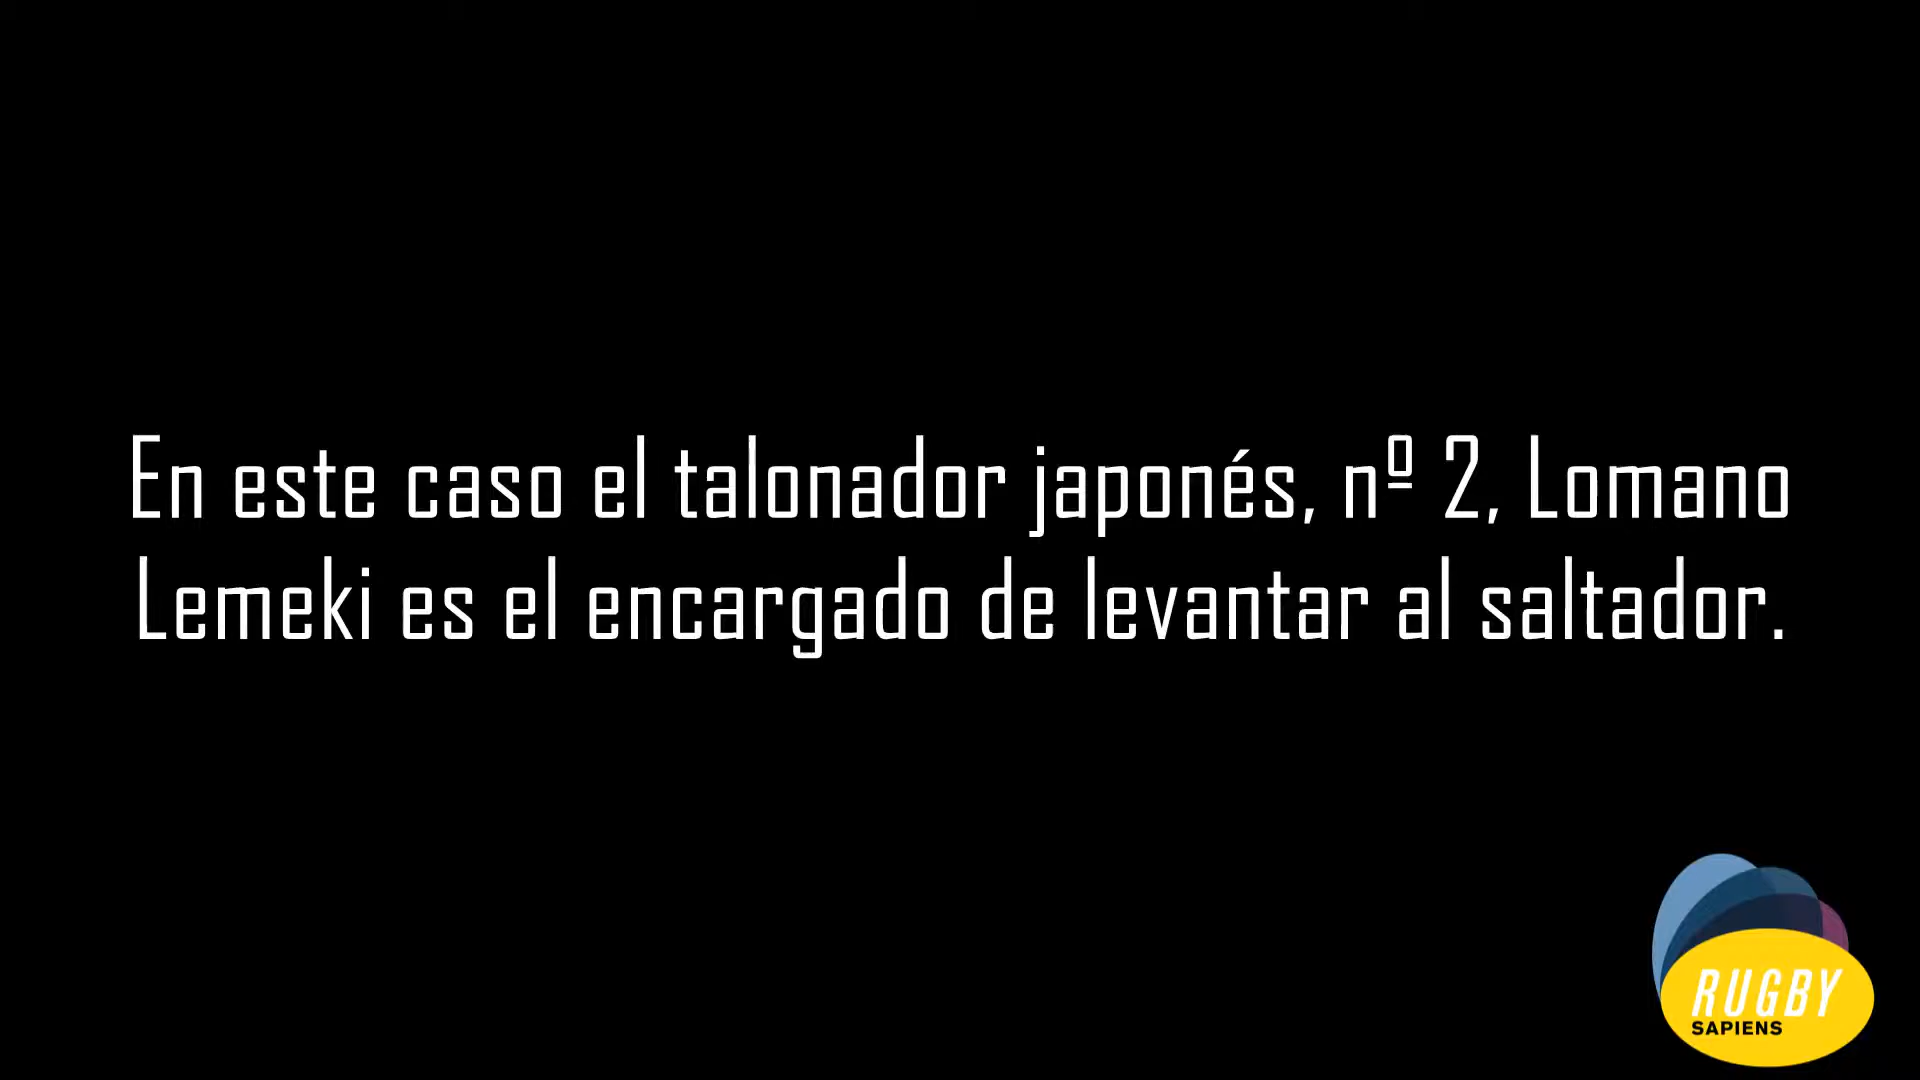 En este caso el talonador japonés, nº 2, Lomano
Lemeki es el encargado de levantar al saltador.
RUGBY
SAPIENS